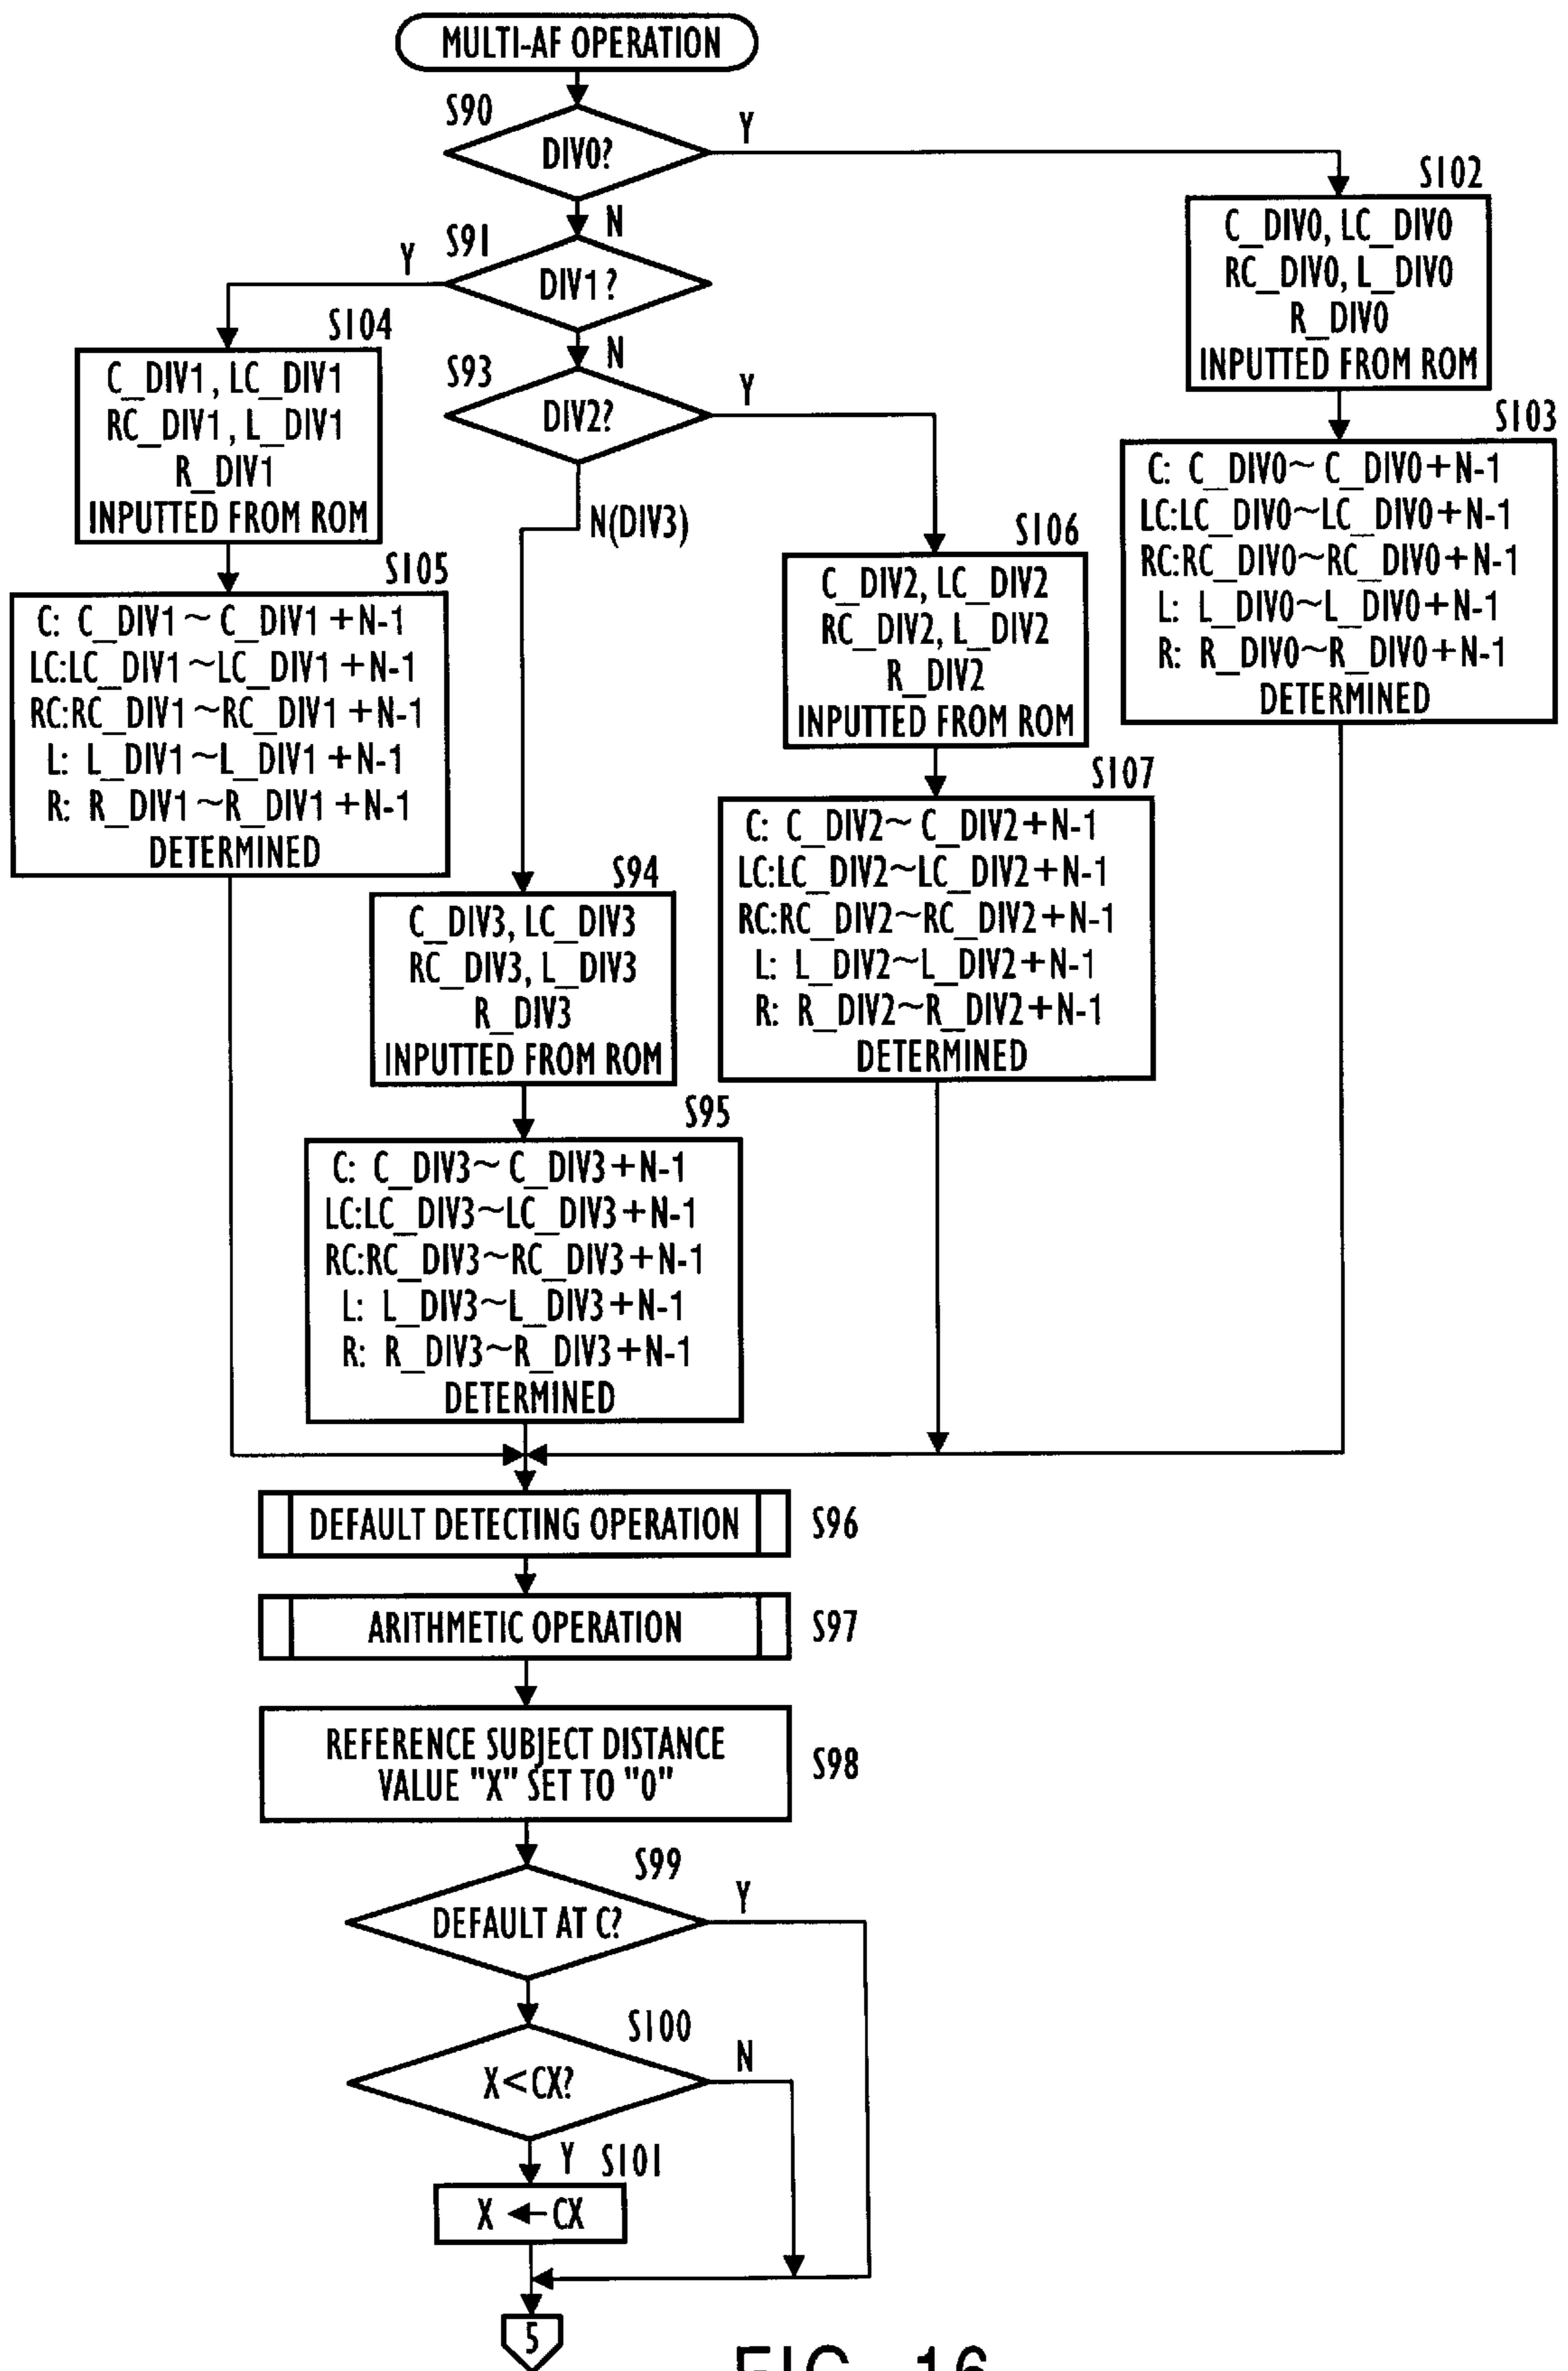 MULTI-AF OPERATION
S90
DIV0?
Y
N
S102
C_DIV0, LC_DIV0
RC_DIV0, L_DIV0
R_DIV0
INPUTTED FROM ROM
S91
DIV1?
Y
N
S104
C_DIV1, LC_DIV1
RC_DIV1, L_DIV1
R_DIV1
INPUTTED FROM ROM
S93
DIV2?
Y
N(DIV3)
S103
C: C_DIV0~ C_DIV0+N-1
LC:LC_DIV0~LC_DIV0+N-1
RC:RC_DIV0~RC_DIV0+N-1
L: L_DIV0~L_DIV0+N-1
R: R_DIV0~R_DIV0+N-1
DETERMINED
S105
C: C_DIV1~ C_DIV1+N-1
LC:LC_DIV1~LC_DIV1+N-1
RC:RC_DIV1~RC_DIV1+N-1
L: L_DIV1~L_DIV1+N-1
R: R_DIV1~R_DIV1+N-1
DETERMINED
S106
C_DIV2, LC_DIV2
RC_DIV2, L_DIV2
R_DIV2
INPUTTED FROM ROM
S107
C: C_DIV2~ C_DIV2+N-1
LC:LC_DIV2~LC_DIV2+N-1
RC:RC_DIV2~RC_DIV2+N-1
L: L_DIV2~L_DIV2+N-1
R: R_DIV2~R_DIV2+N-1
DETERMINED
S94
C_DIV3, LC_DIV3
RC_DIV3, L_DIV3
R_DIV3
INPUTTED FROM ROM
S95
C: C_DIV3~ C_DIV3+N-1
LC:LC_DIV3~LC_DIV3+N-1
RC:RC_DIV3~RC_DIV3+N-1
L: L_DIV3~L_DIV3+N-1
R: R_DIV3~R_DIV3+N-1
DETERMINED
DEFAULT DETECTING OPERATION
S96
ARITHMETIC OPERATION
S97
REFERENCE SUBJECT DISTANCE
VALUE "X" SET TO "0"
S98
S99
DEFAULT AT C?
Y
S100
X<CX?
N
Y
S101
X ← CX
5
FIG. 16